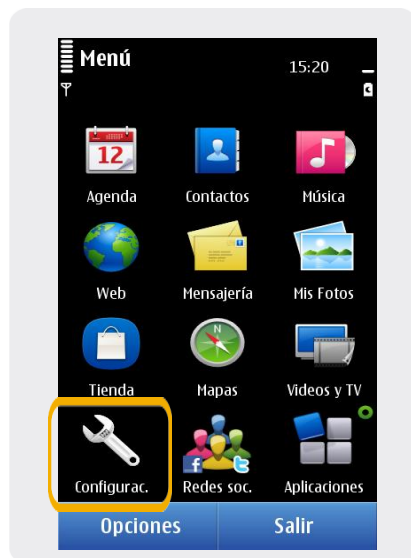 Menú
15:20
12
Agenda Contactos Música
Web Mensajería Mis Fotos
N
Tienda Mapas Videos y TV
f t
Configurac. Redes soc. Aplicaciones
Opciones Salir